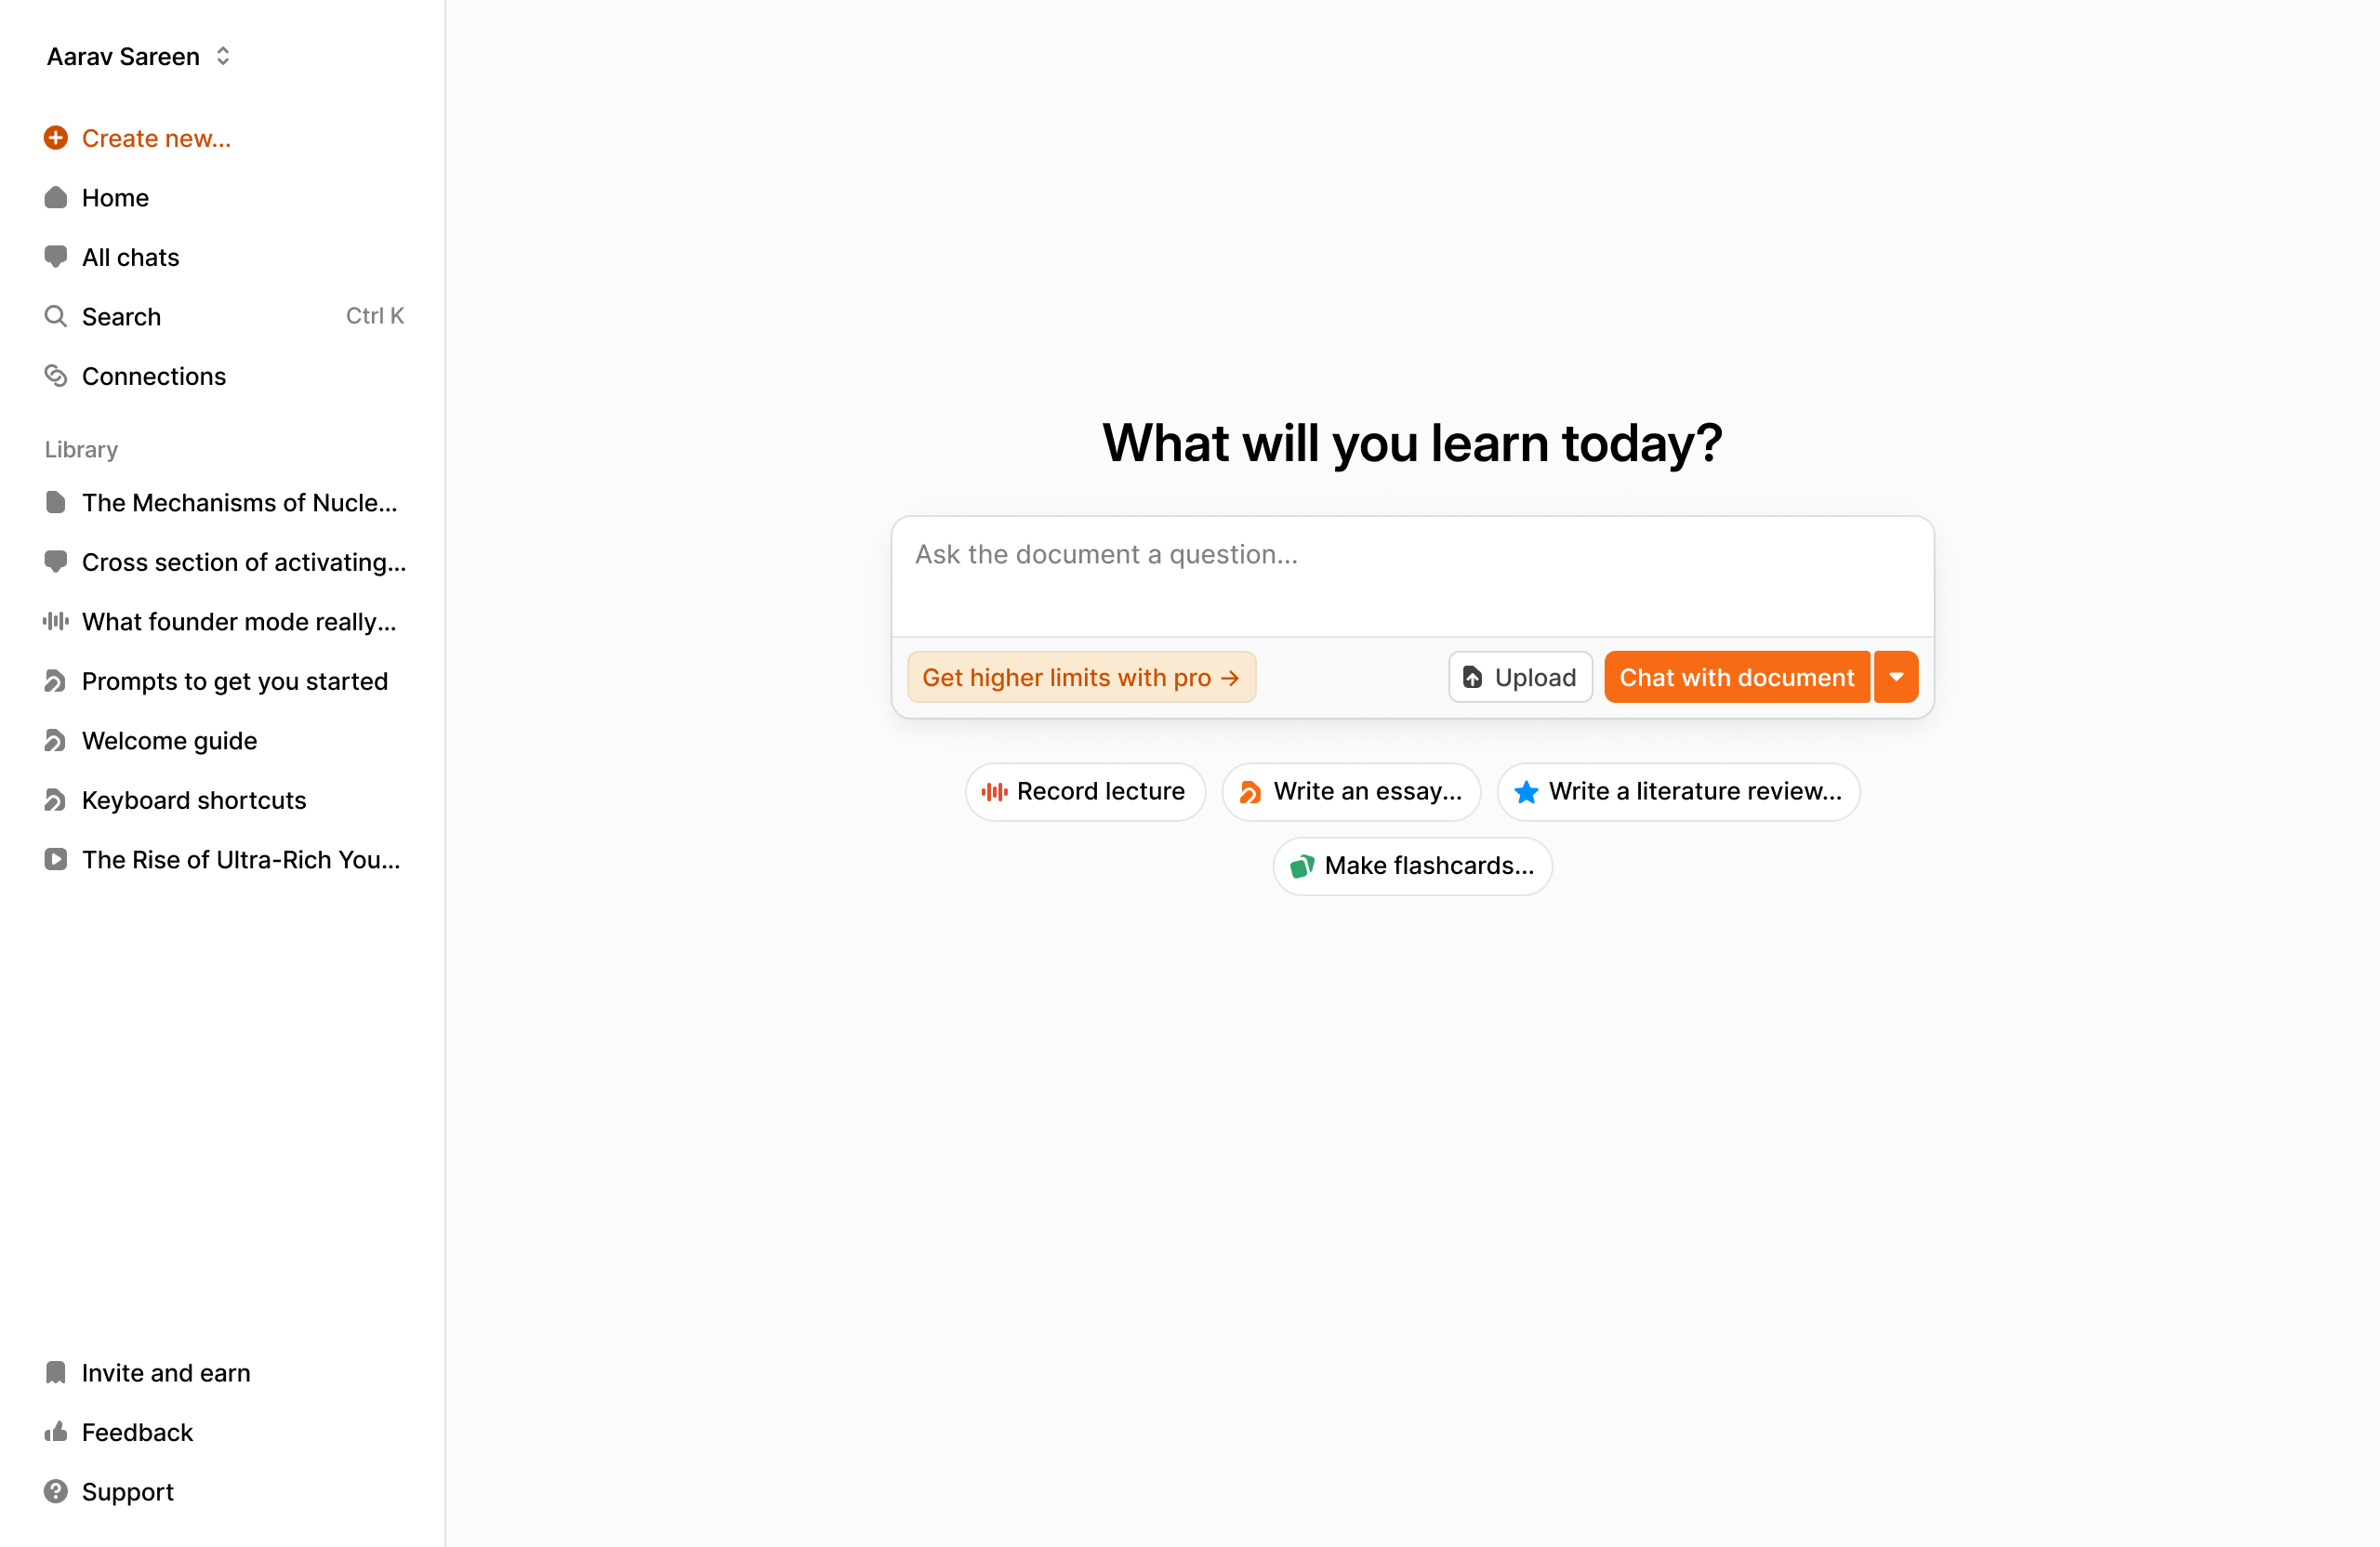 Aarav Sareen
Create new...
Home
All chats
Search Ctrl K
Connections
Library
The Mechanisms of Nucle...
Cross section of activating...
What founder mode really...
Prompts to get you started
Welcome guide
Keyboard shortcuts
The Rise of Ultra-Rich You...
Invite and earn
Feedback
Support
What will you learn today?
Ask the document a question...
Get higher limits with pro →
Upload
Chat with document
Record lecture
Write an essay...
Write a literature review...
Make flashcards...